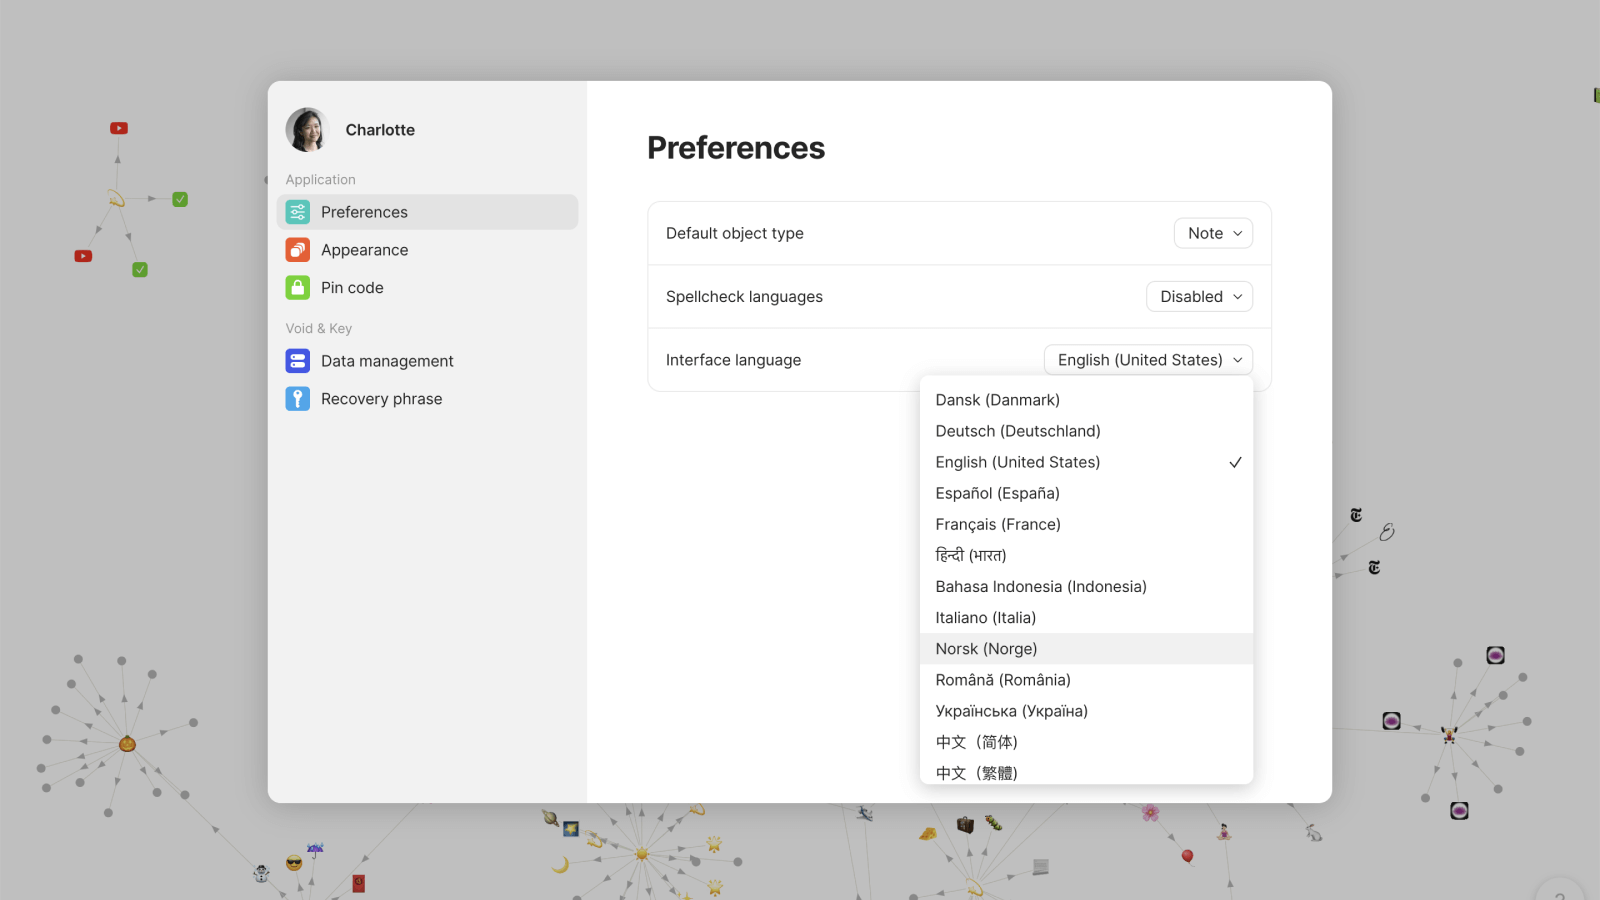 Charlotte
Application
Preferences
Appearance
Pin code
Void & Key
Data management
Recovery phrase
Preferences
Default object type
Note
Spellcheck languages
Disabled
Interface language
English (United States)
Dansk (Danmark)
Deutsch (Deutschland)
English (United States)
Español (España)
Français (France)
हिन्दी (भारत)
Bahasa Indonesia (Indonesia)
Italiano (Italia)
Norsk (Norge)
Română (România)
Українська (Україна)
中文（简体）
中文（繁體）